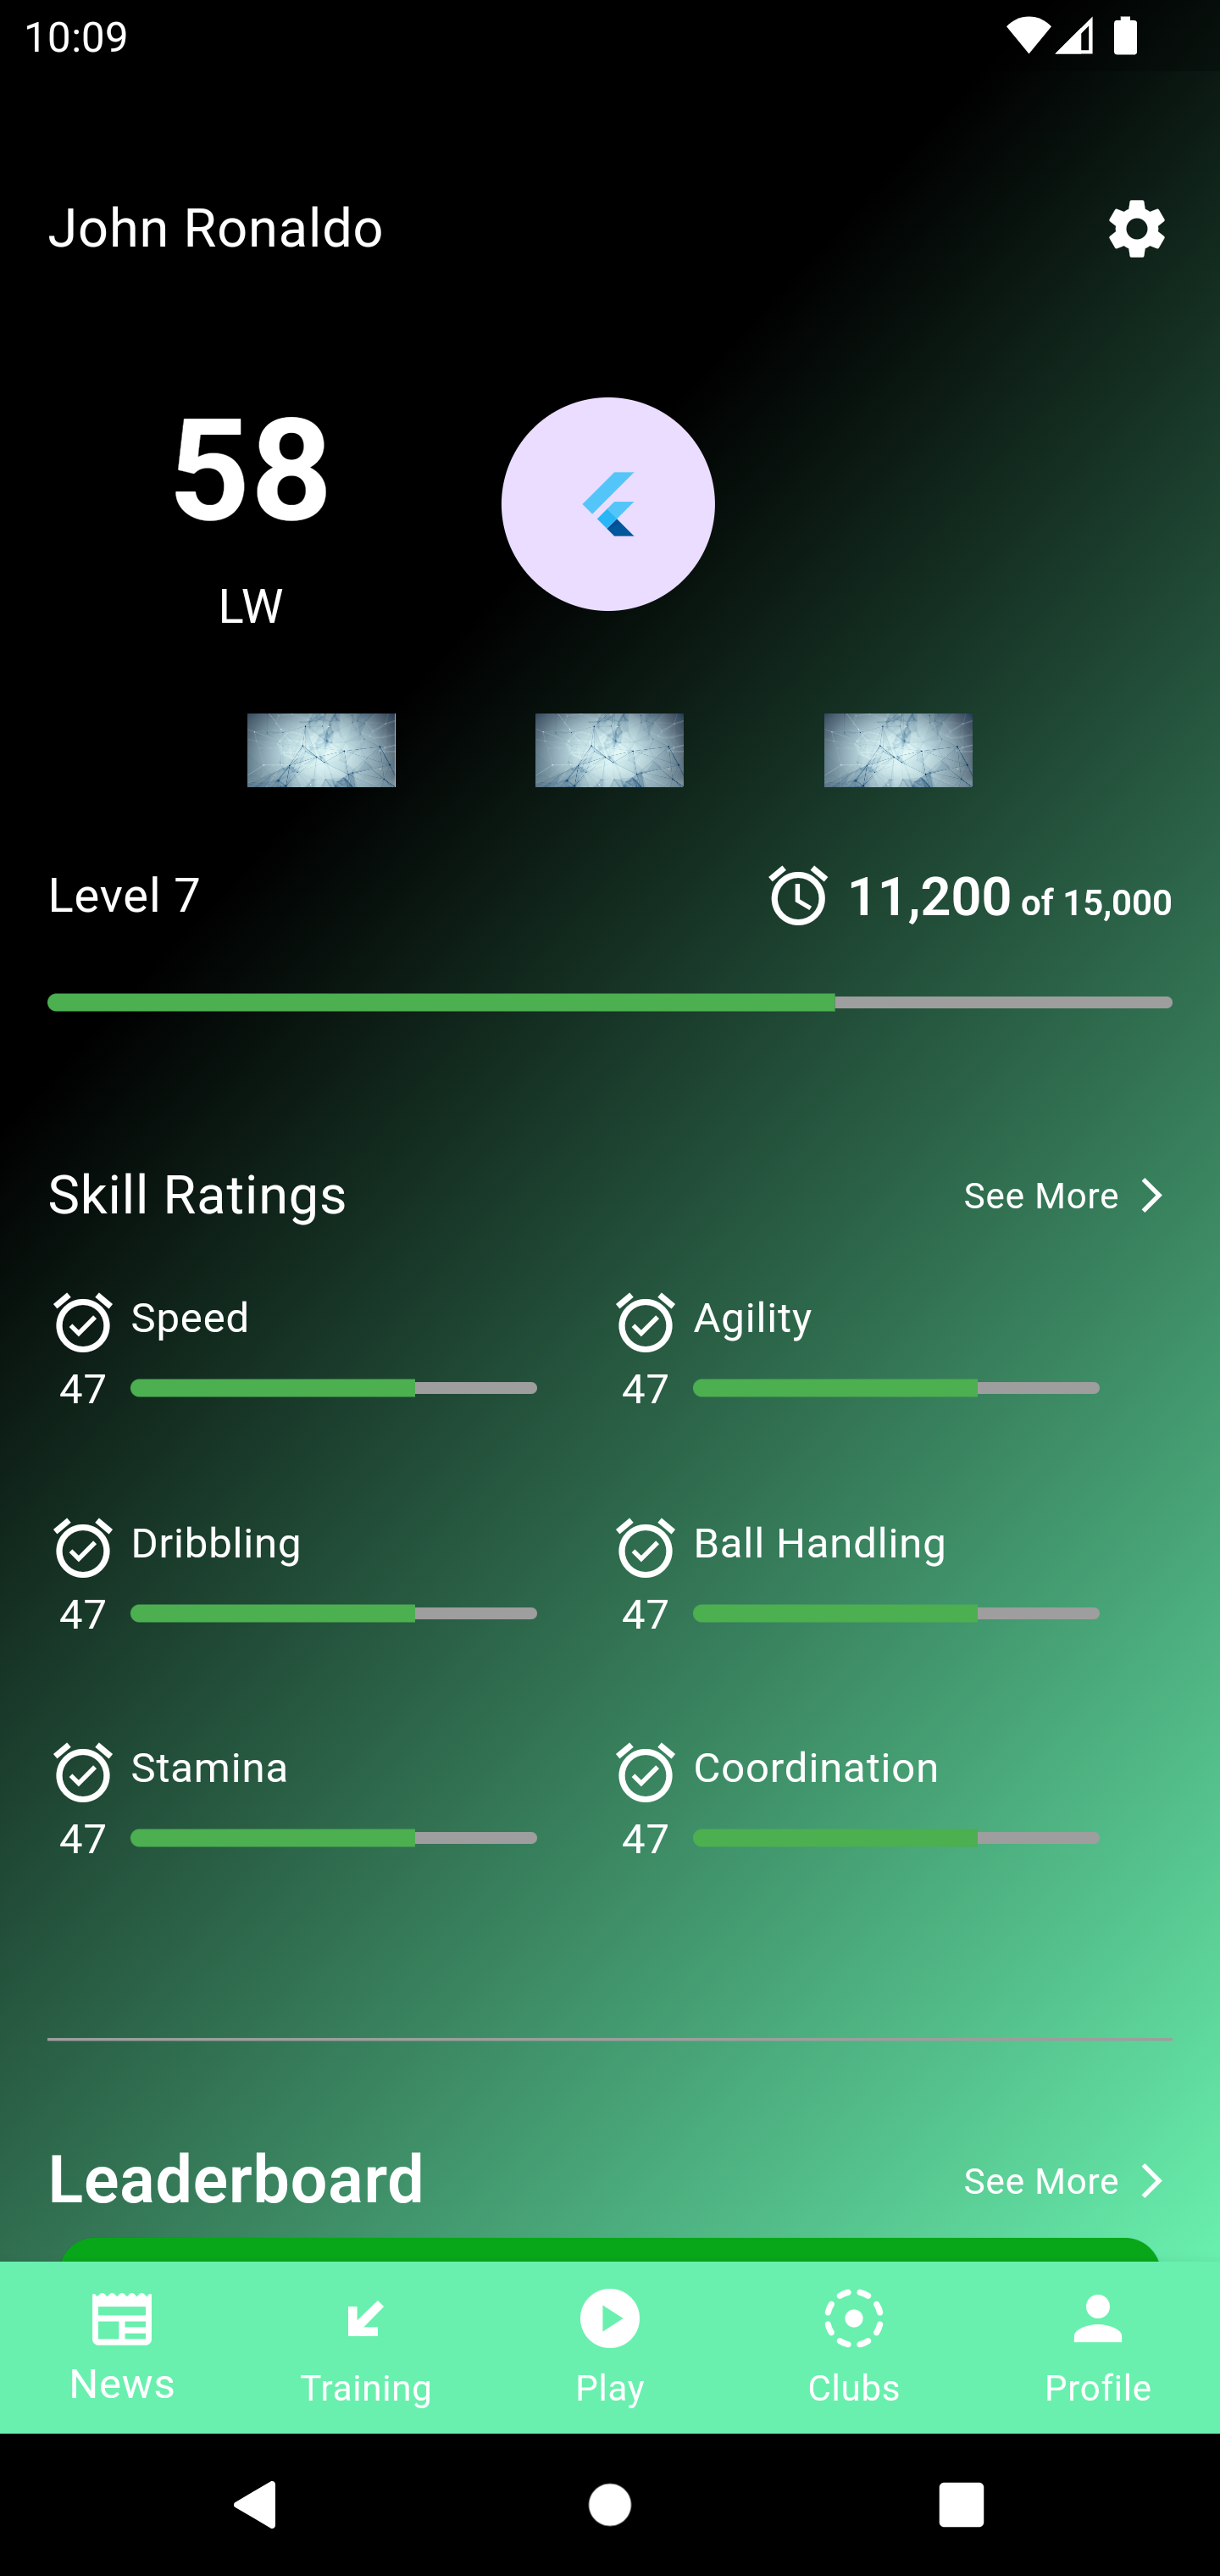 10:09
John Ronaldo
58
LW
Level 7
11,200 of 15,000
Skill Ratings
See More
Speed
47
Agility
47
Dribbling
47
Ball Handling
47
Stamina
47
Coordination
47
Leaderboard
See More
News
Training
Play
Clubs
Profile